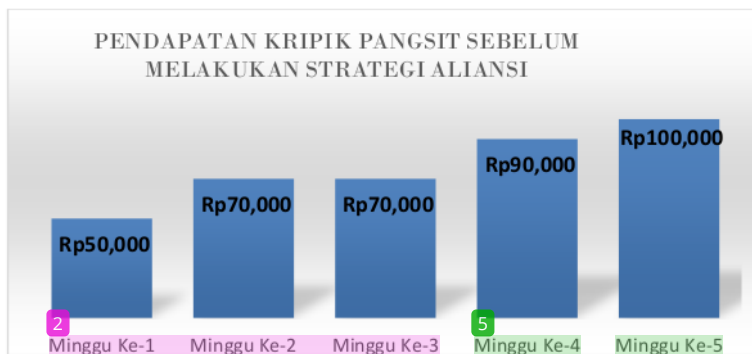 PENDAPATAN KRIPIK PANGSIT SEBELUM
MELAKUKAN STRATEGI ALIANSI
Rp50,000
Rp70,000
Rp70,000
Rp90,000
Rp100,000
2
5
Minggu Ke-1 Minggu Ke-2 Minggu Ke-3 Minggu Ke-4 Minggu Ke-5